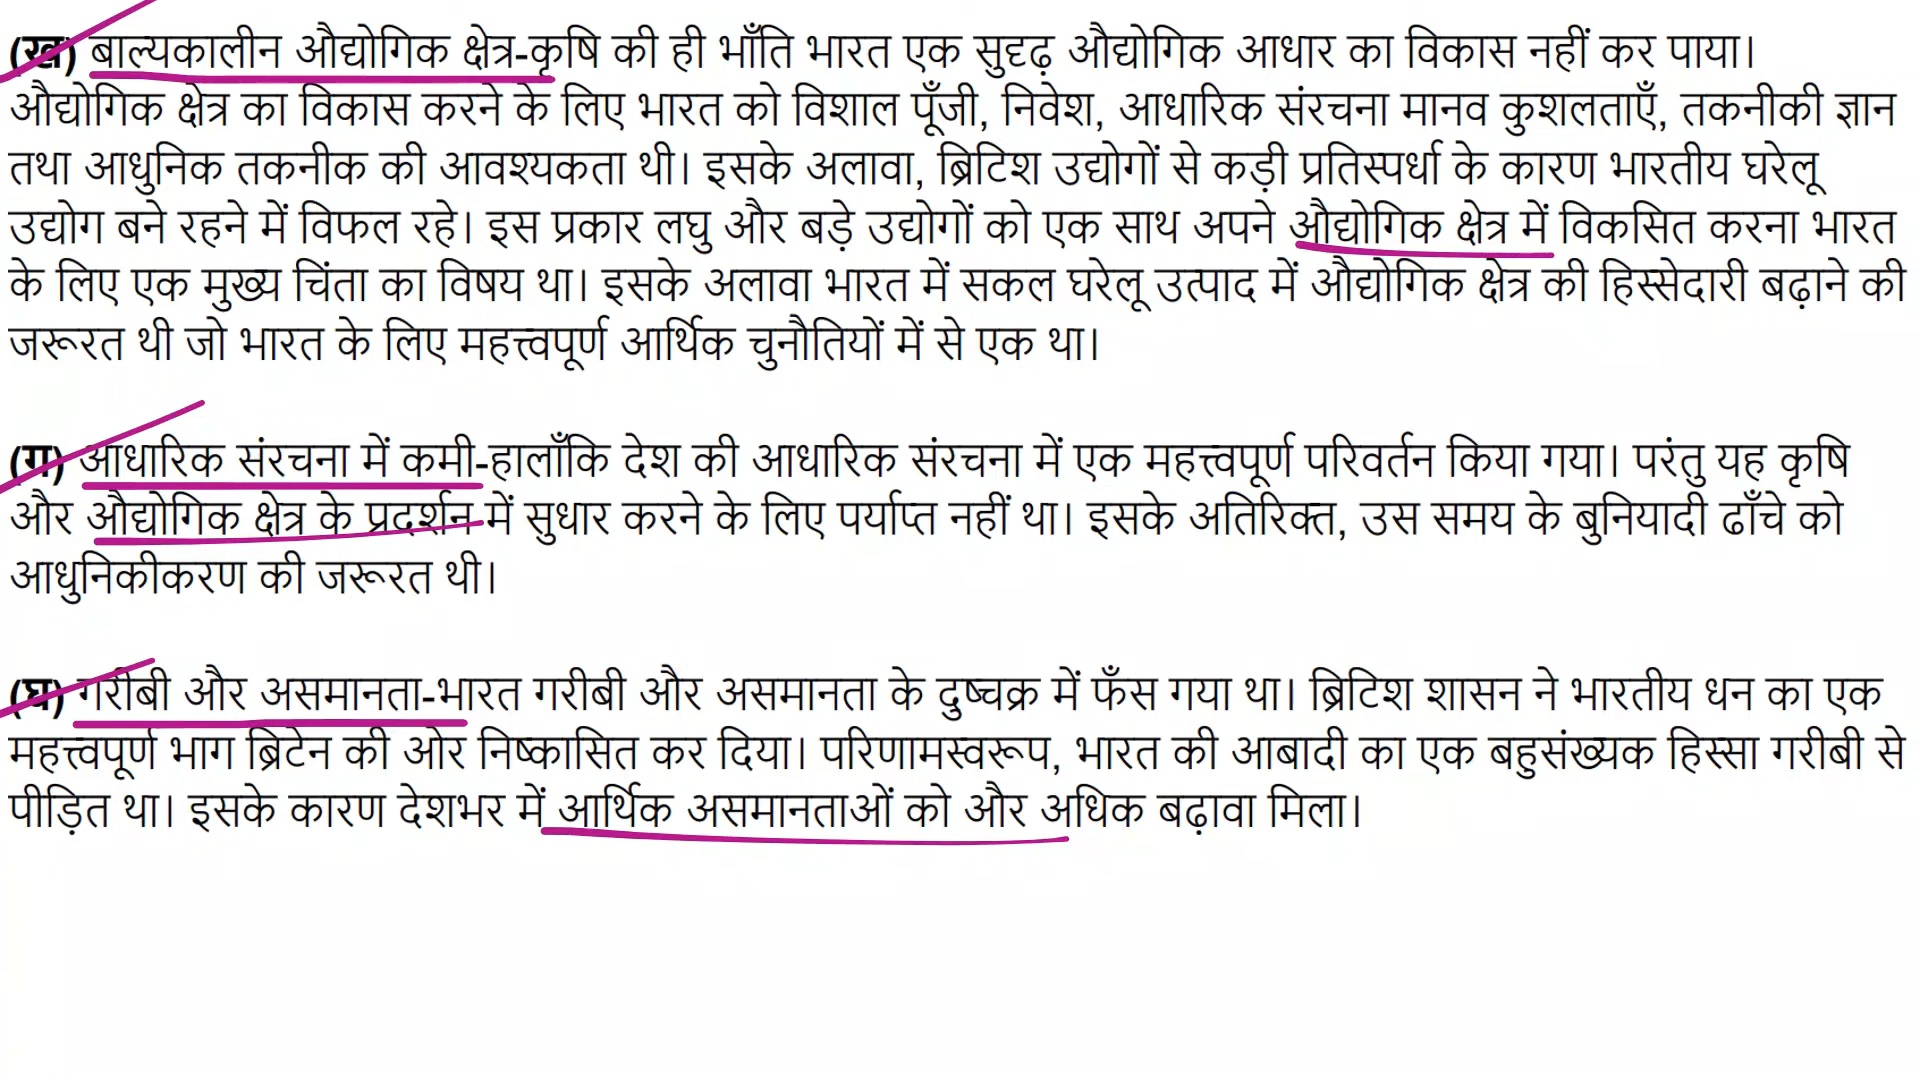 (ख) बाल्यकालीन औद्योगिक क्षेत्र-कृषि की ही भाँति भारत एक सुदृढ़ औद्योगिक आधार का विकास नहीं कर पाया।
औद्योगिक क्षेत्र का विकास करने के लिए भारत को विशाल पूँजी, निवेश, आधारिक संरचना मानव कुशलताएँ, तकनीकी ज्ञान
तथा आधुनिक तकनीक की आवश्यकता थी। इसके अलावा, ब्रिटिश उद्योगों से कड़ी प्रतिस्पर्धा के कारण भारतीय घरेलू
उद्योग बने रहने में विफल रहे। इस प्रकार लघु और बड़े उद्योगों को एक साथ अपने औद्योगिक क्षेत्र में विकसित करना भारत
के लिए एक मुख्य चिंता का विषय था। इसके अलावा भारत में सकल घरेलू उत्पाद में औद्योगिक क्षेत्र की हिस्सेदारी बढ़ाने की
जरूरत थी जो भारत के लिए महत्त्वपूर्ण आर्थिक चुनौतियों में से एक था।
(ग) आधारिक संरचना में कमी-हालाँकि देश की आधारिक संरचना में एक महत्त्वपूर्ण परिवर्तन किया गया। परंतु यह कृषि
और औद्योगिक क्षेत्र के प्रदर्शन में सुधार करने के लिए पर्याप्त नहीं था। इसके अतिरिक्त, उस समय के बुनियादी ढाँचे को
आधुनिकीकरण की जरूरत थी।
(घ) गरीबी और असमानता-भारत गरीबी और असमानता के दुष्चक्र में फँस गया था। ब्रिटिश शासन ने भारतीय धन का एक
महत्त्वपूर्ण भाग ब्रिटेन की ओर निष्कासित कर दिया। परिणामस्वरूप, भारत की आबादी का एक बहुसंख्यक हिस्सा गरीबी से
पीड़ित था। इसके कारण देशभर में आर्थिक असमानताओं को और अधिक बढ़ावा मिला।